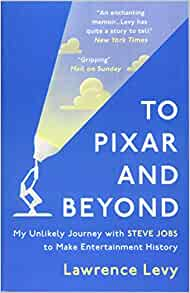 "An
enchanting
memoir. Levy has
quite a story to tell"
New York Times
"Gripping"
Mail on Sunday
TO
PIXAR
AND
BEYOND
My Unlikely Journey with STEVE JOBS
to Make Entertainment History
Lawrence Levy